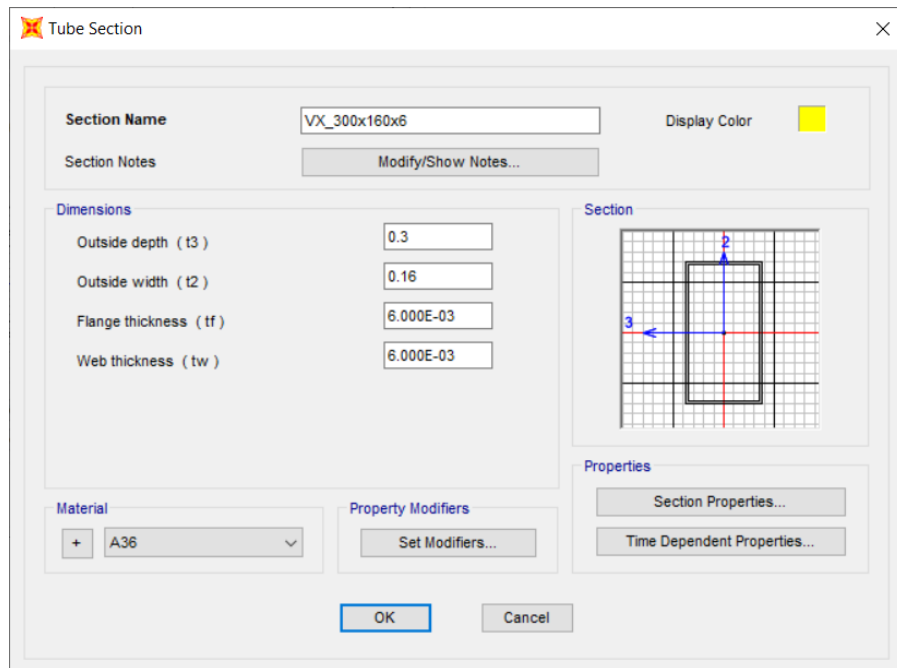 Tube Section
Section Name VX_300x160x6 Display Color
Section Notes Modify/Show Notes...
Dimensions Section
Outside depth ( t3 ) 0.3
Outside width ( t2 ) 0.16
Flange thickness ( tf ) 6.000E-03
Web thickness ( tw ) 6.000E-03
2
3
Properties
Section Properties...
Time Dependent Properties...
Material Property Modifiers
+ A36 Set Modifiers...
OK Cancel